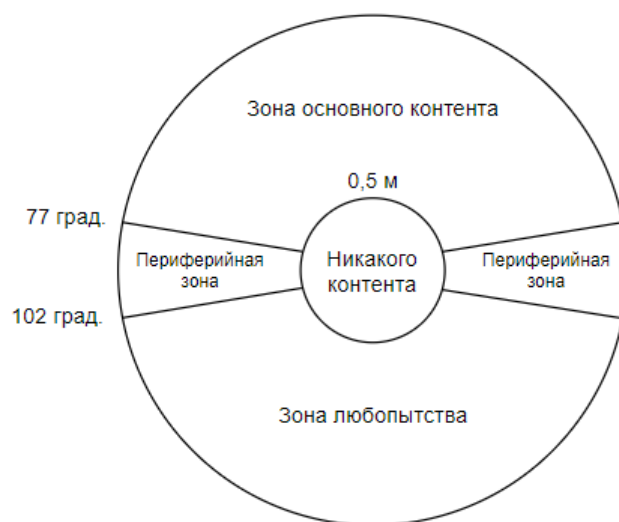 Зона основного контента
0,5 м
77 град.
Периферийная
зона
Никакого
контента
Периферийная
зона
102 град.
Зона любопытства